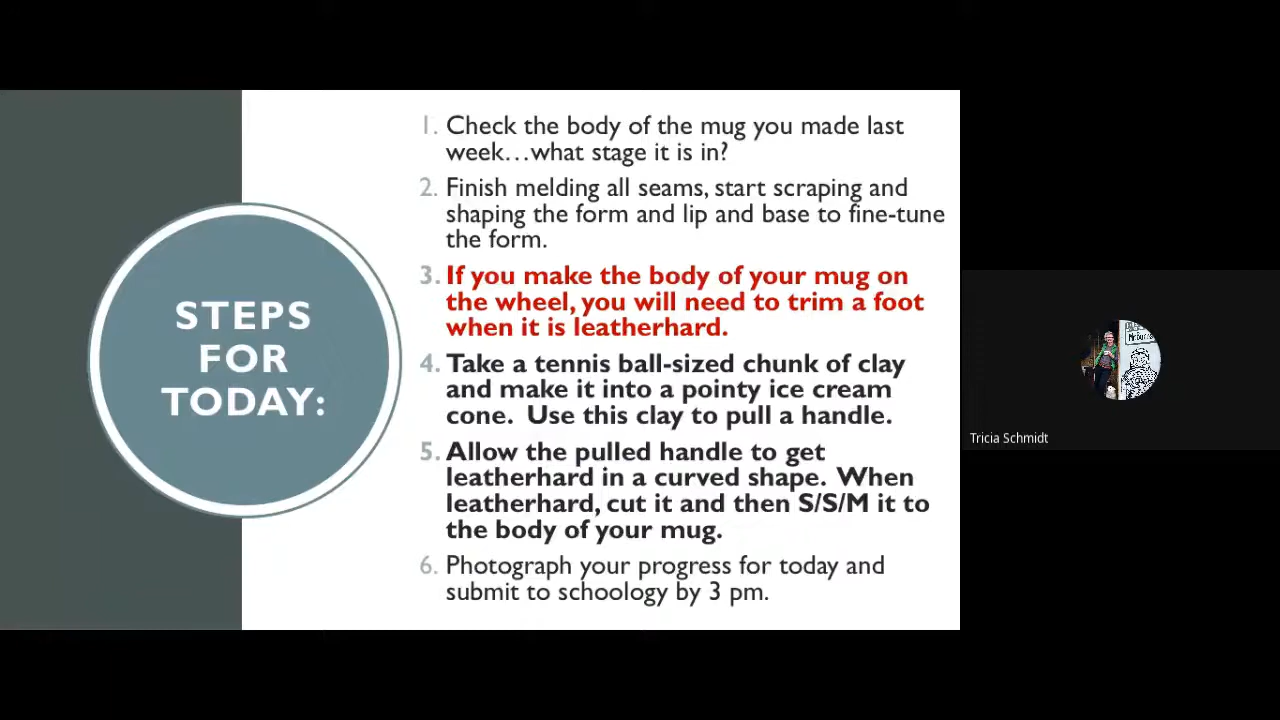 STEPS
FOR
TODAY:
1. Check the body of the mug you made last
week…what stage it is in?
2. Finish melding all seams, start scraping and
shaping the form and lip and base to fine-tune
the form.
3. If you make the body of your mug on
the wheel, you will need to trim a foot
when it is leatherhard.
4. Take a tennis ball-sized chunk of clay
and make it into a pointy ice cream
cone. Use this clay to pull a handle.
5. Allow the pulled handle to get
leatherhard in a curved shape. When
leatherhard, cut it and then S/S/M it to
the body of your mug.
6. Photograph your progress for today and
submit to schoology by 3 pm.
Tricia Schmidt